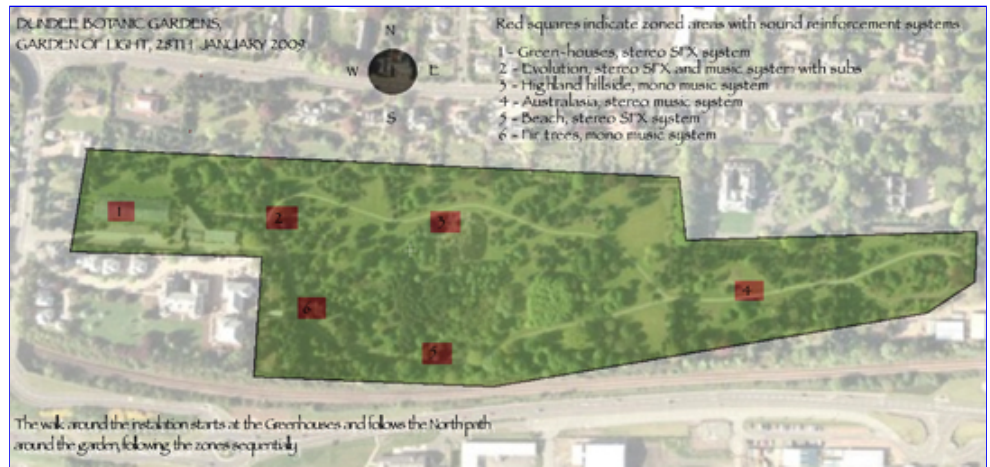 DUNDEE BOTANIC GARDENS,
GARDEN OF LIGHT, 28TH JANUARY 2009
N
W E
S
Red squares indicate zoned areas with sound reinforcement systems
1 - Green-houses, stereo SFX system
2 - Evolution, stereo SFX and music system with subs
3 - Highland hillside, mono music system
4 - Australasia, stereo music system
5 - Beach, stereo SFX system
6 - Fir trees, mono music system
1
2
3
4
6
5
The walk around the instalation starts at the Greenhouses and follows the North path
around the garden, following the zones sequentialy